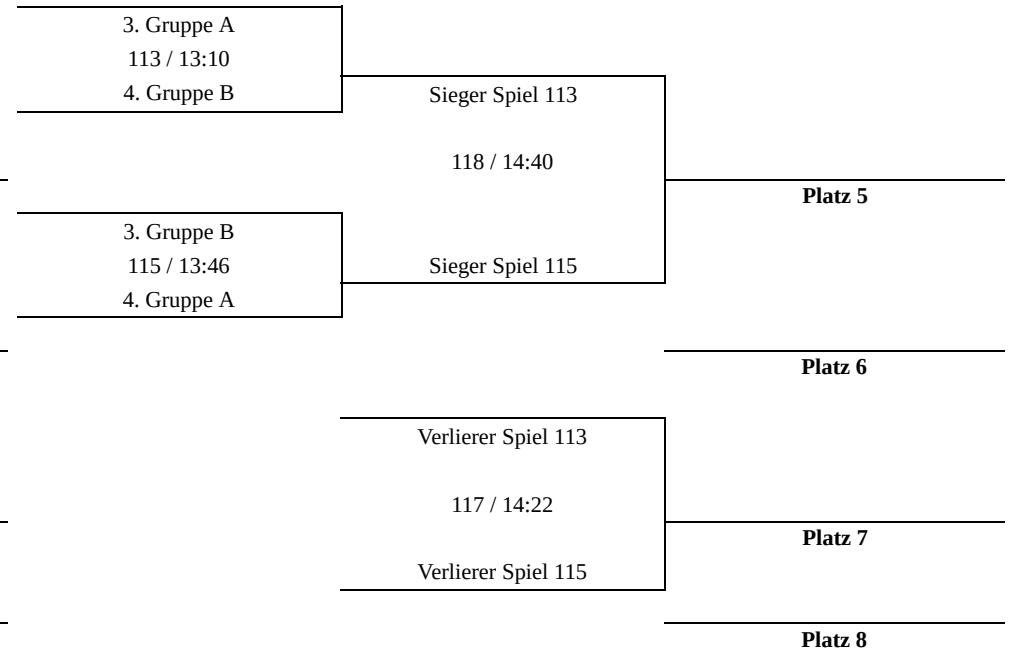 3. Gruppe A
113 / 13:10
4. Gruppe B
Sieger Spiel 113
118 / 14:40
Platz 5
3. Gruppe B
115 / 13:46
Sieger Spiel 115
4. Gruppe A
Platz 6
Verlierer Spiel 113
117 / 14:22
Platz 7
Verlierer Spiel 115
Platz 8